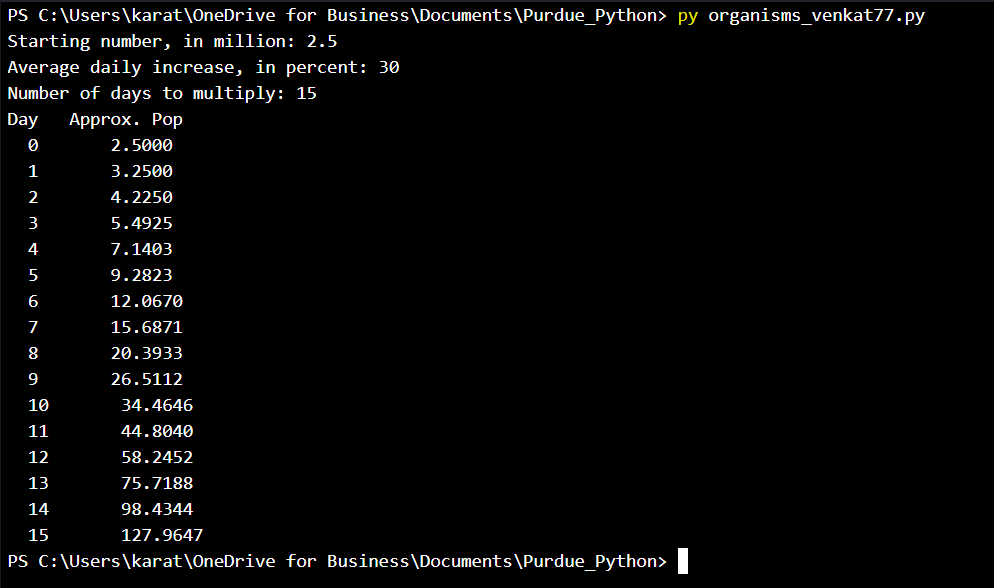 PS C:\Users\karat\OneDrive for Business\Documents\Purdue_Python> py organisms_venkat77.py
Starting number, in million: 2.5
Average daily increase, in percent: 30
Number of days to multiply: 15
Day   Approx. Pop
  0       2.5000
  1       3.2500
  2       4.2250
  3       5.4925
  4       7.1403
  5       9.2823
  6       12.0670
  7       15.6871
  8       20.3933
  9       26.5112
  10       34.4646
  11       44.8040
  12       58.2452
  13       75.7188
  14       98.4344
  15       127.9647
PS C:\Users\karat\OneDrive for Business\Documents\Purdue_Python>